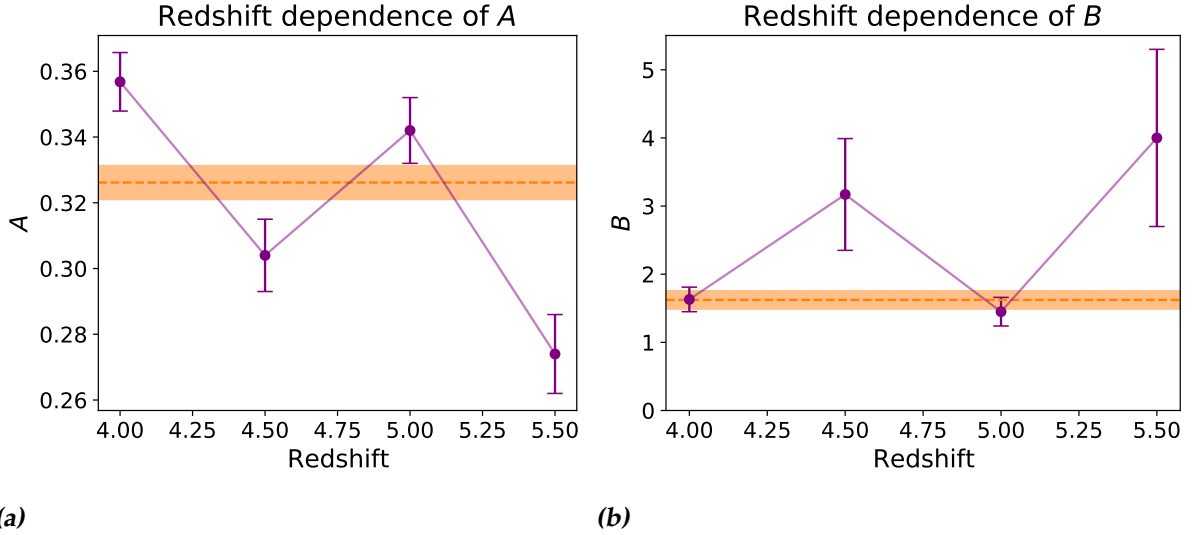 Redshift dependence of A
0.36
0.34
0.32
0.30
0.28
0.26
A
4.00 4.25 4.50 4.75 5.00 5.25 5.50
Redshift
(a)
Redshift dependence of B
5
4
3
2
1
0
B
4.00 4.25 4.50 4.75 5.00 5.25 5.50
Redshift
(b)